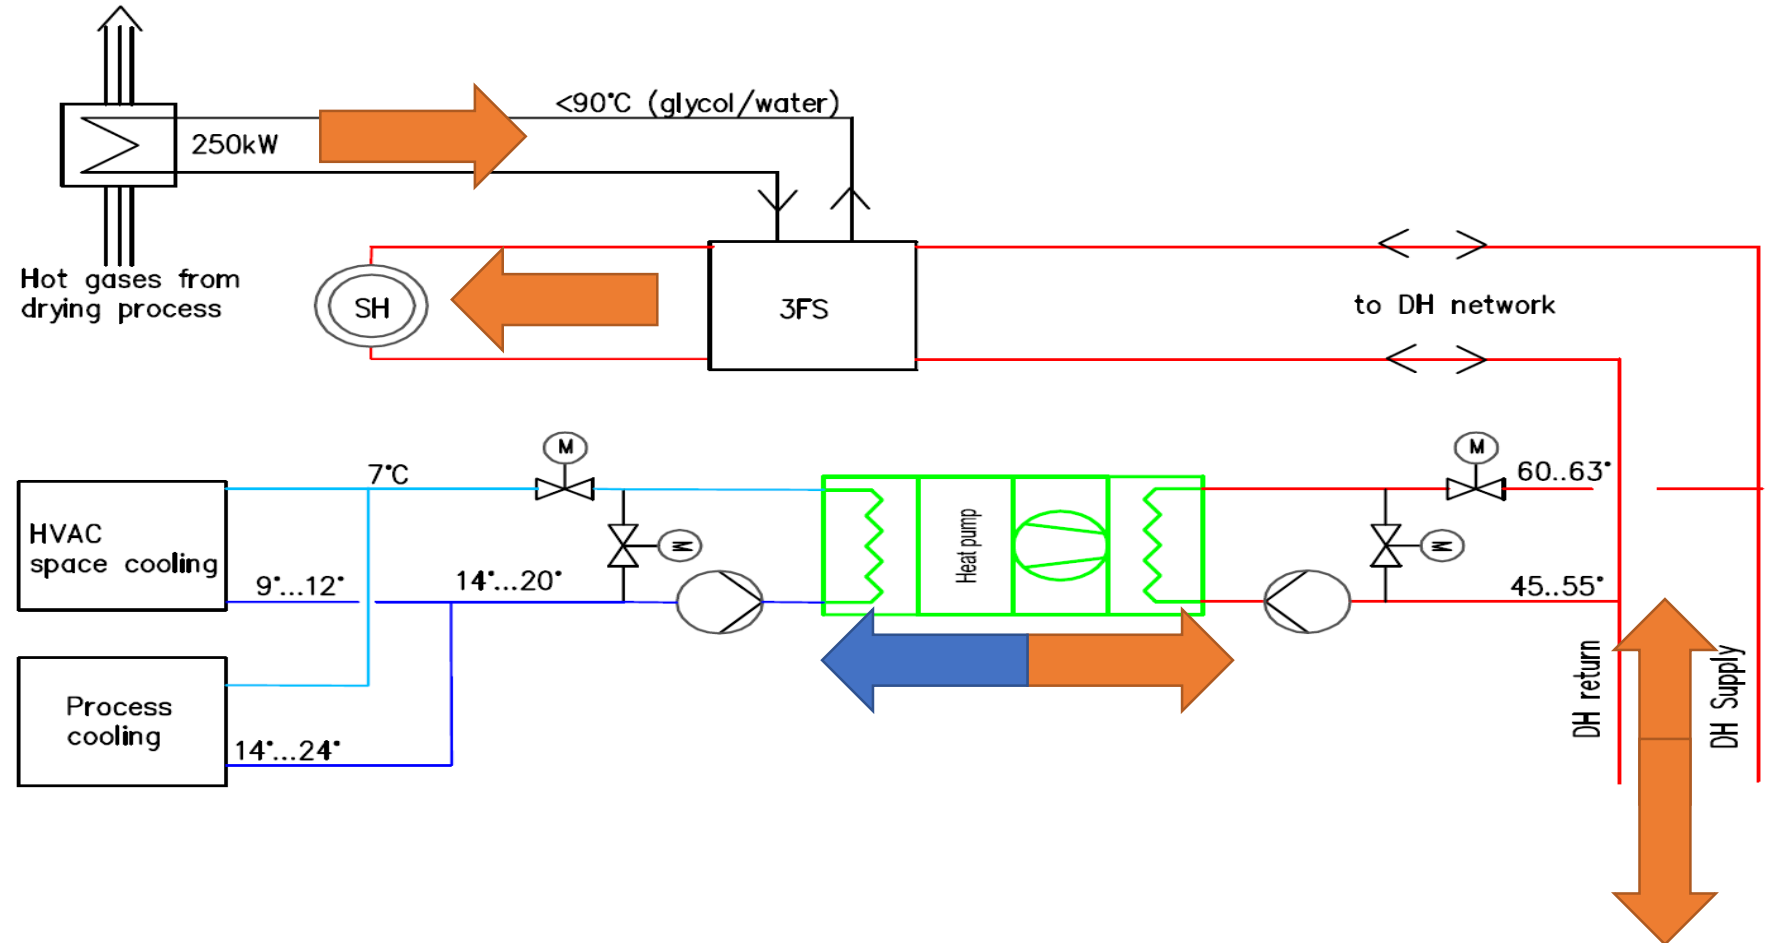 <90°C (glycol/water)
250kW
Hot gases from
drying process
SH
3FS
to DH network
M
M
7°C
60..63°
HVAC
space cooling
M
M
Heat pump
9°...12°
14°...20°
45..55°
DH return
DH Supply
Process
cooling
14°...24°